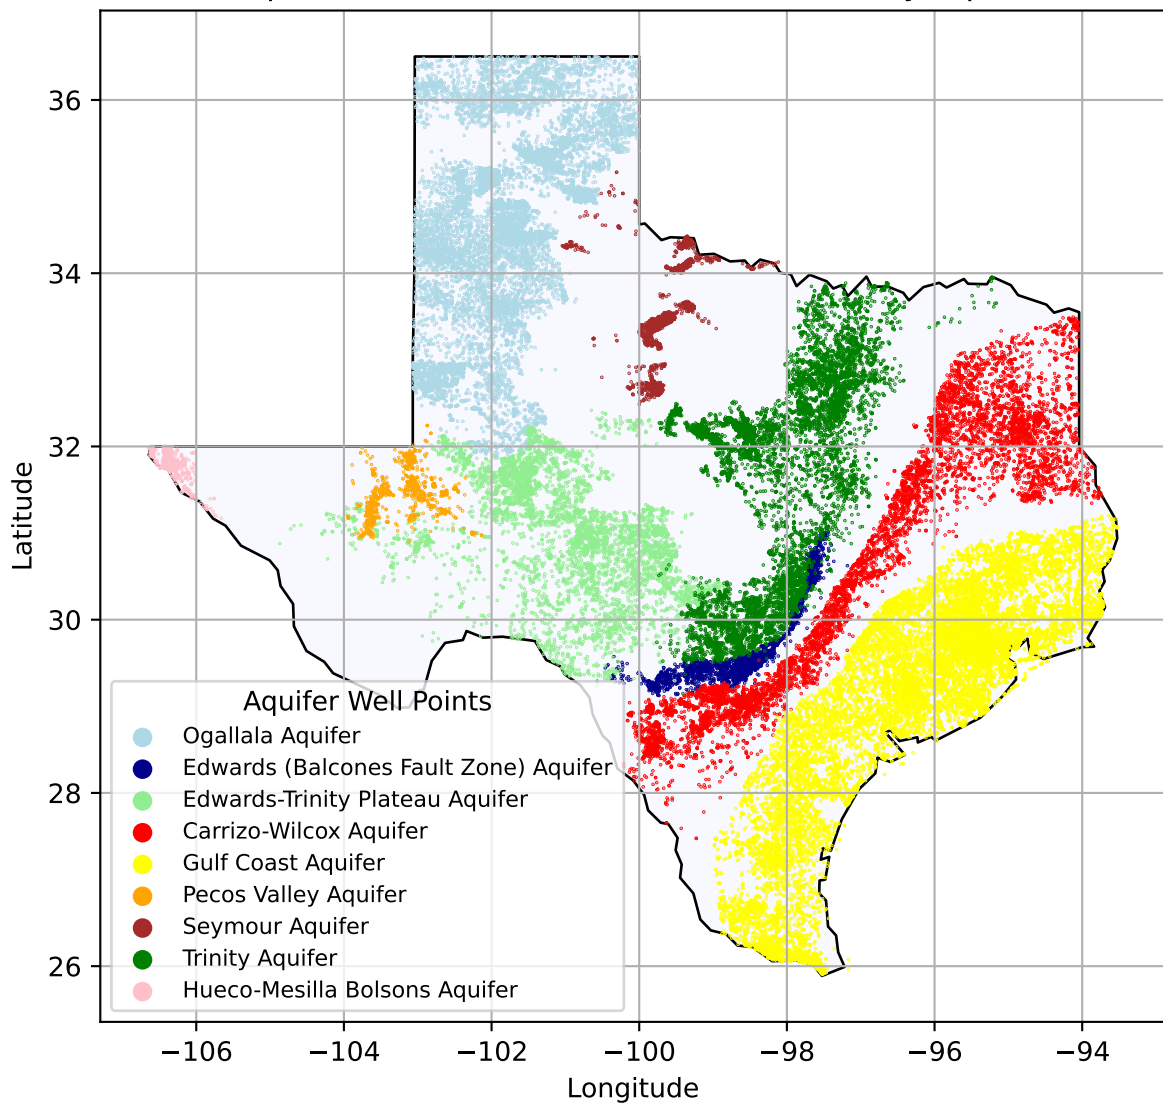 36
34
32
30
28
26
Latitude
Aquifer Well Points
Ogallala Aquifer
Edwards (Balcones Fault Zone) Aquifer
Edwards-Trinity Plateau Aquifer
Carrizo-Wilcox Aquifer
Gulf Coast Aquifer
Pecos Valley Aquifer
Seymour Aquifer
Trinity Aquifer
Hueco-Mesilla Bolsons Aquifer
−106 −104 −102 −100 −98 −96 −94
Longitude